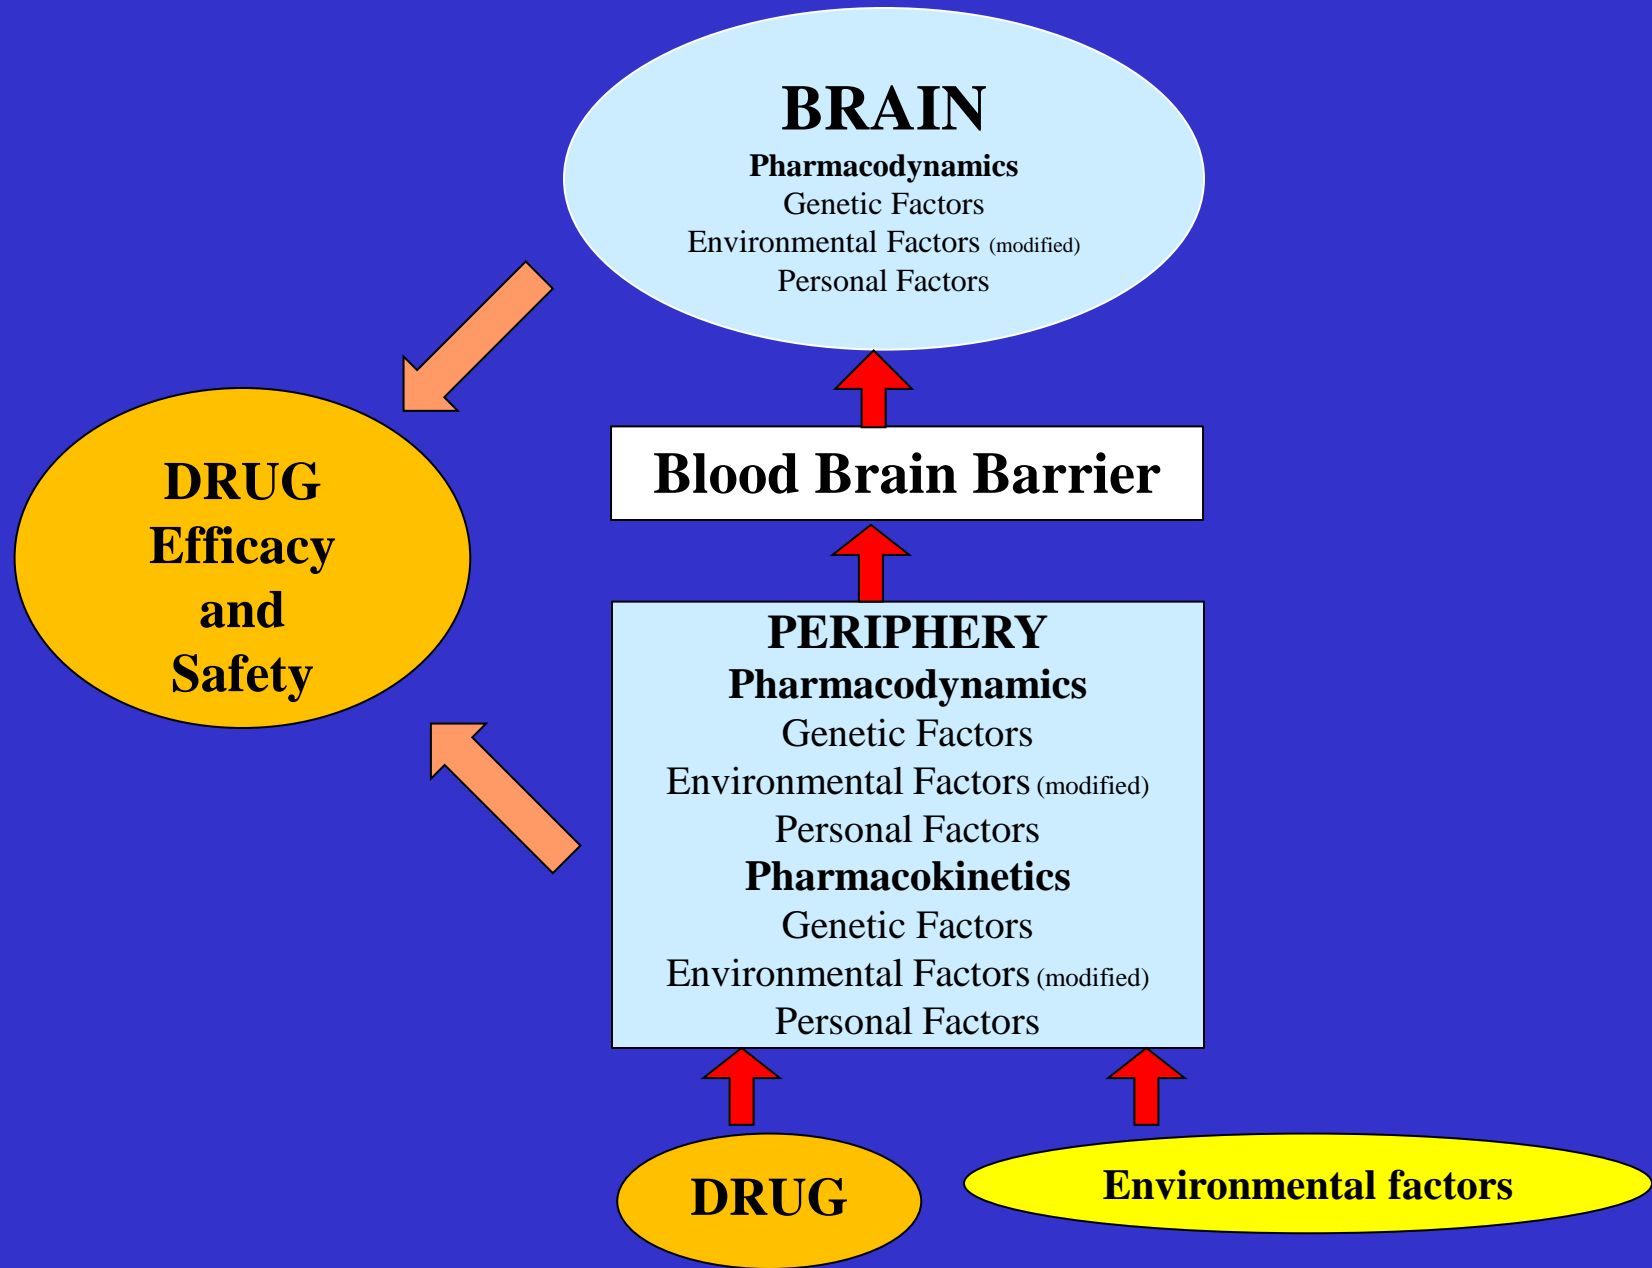 BRAIN
Pharmacodynamics
Genetic Factors
Environmental Factors (modified)
Personal Factors
DRUG
Efficacy
and
Safety
Blood Brain Barrier
PERIPHERY
Pharmacodynamics
Genetic Factors
Environmental Factors (modified)
Personal Factors
Pharmacokinetics
Genetic Factors
Environmental Factors (modified)
Personal Factors
DRUG
Environmental factors